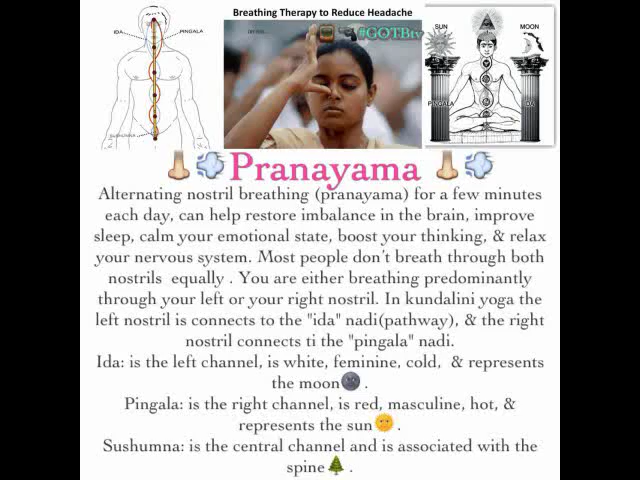 Breathing Therapy to Reduce Headache
IDA
PINGALA
SUSHUMNA
#GOTBtv
SUN
MOON
PINGALA
IDA
Pranayama
Alternating nostril breathing (pranayama) for a few minutes
each day, can help restore imbalance in the brain, improve
sleep, calm your emotional state, boost your thinking, & relax
your nervous system. Most people don't breath through both
nostrils equally . You are either breathing predominantly
through your left or your right nostril. In kundalini yoga the
left nostril is connects to the "ida" nadi(pathway), & the right
nostril connects ti the "pingala" nadi.
Ida: is the left channel, is white, feminine, cold, & represents
the moon🌚 .
Pingala: is the right channel, is red, masculine, hot, &
represents the sun🌞 .
Sushumna: is the central channel and is associated with the
spine🌲 .